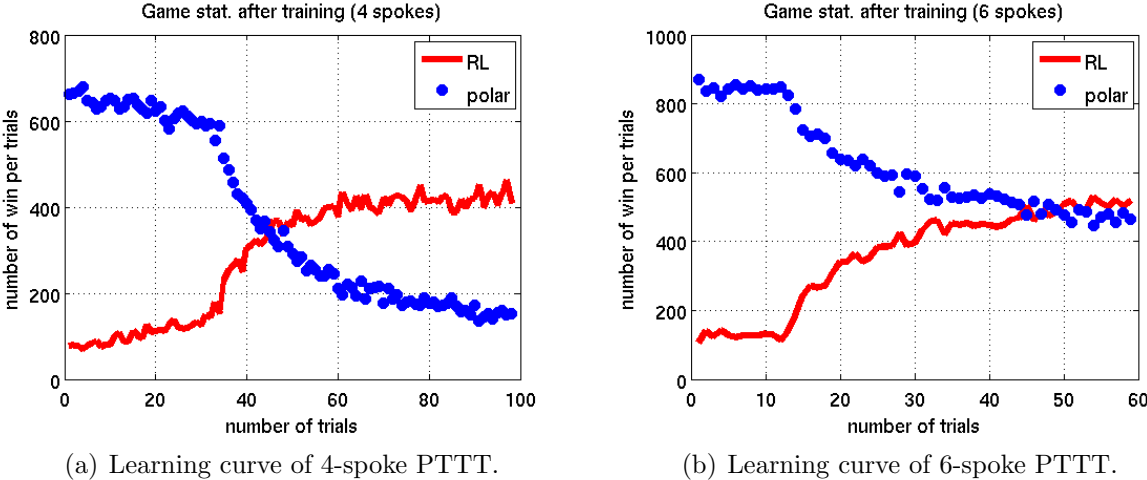 Game stat. after training (4 spokes)
800
600
400
200
0
0 20 40 60 80 100
number of win per trials
number of trials
RL
polar
(a) Learning curve of 4-spoke PTTT.
Game stat. after training (6 spokes)
1000
800
600
400
200
0
0 10 20 30 40 50 60
number of win per trials
number of trials
RL
polar
(b) Learning curve of 6-spoke PTTT.